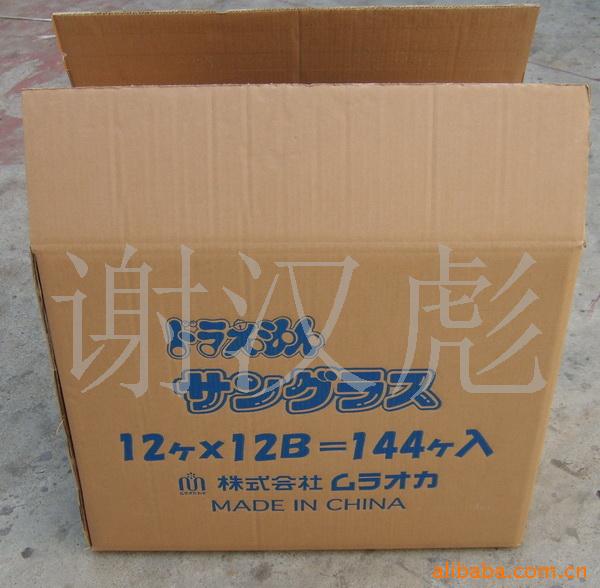 谢汉彪
ドラえもん
サングラス
12ヶ×12B=144ヶ入
株式会社 ムラオカ
MADE IN CHINA
alibaba.com.cn